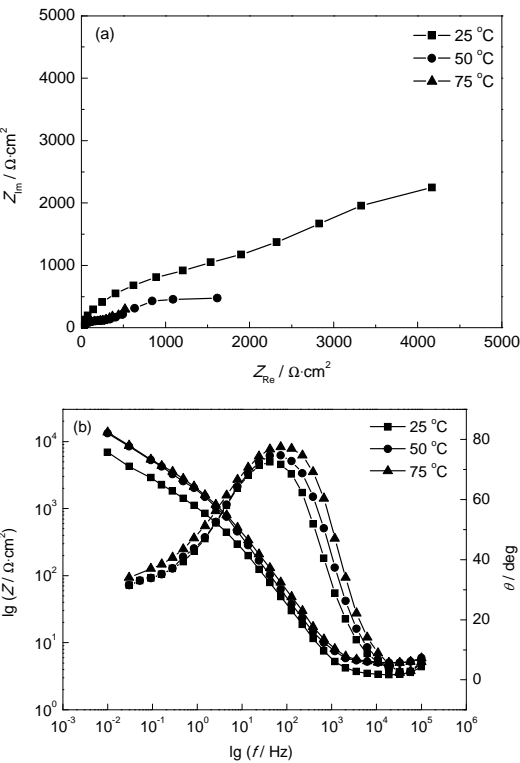 (a)
25 °C
50 °C
75 °C
5000
4000
3000
2000
1000
0
Z_Im / Ω·cm²
0 1000 2000 3000 4000 5000
Z_Re / Ω·cm²
(b)
25 °C
50 °C
75 °C
10⁴
10³
10²
10¹
10⁰
lg (Z / Ω·cm²)
80
60
40
20
0
θ / deg
10⁻³ 10⁻² 10⁻¹ 10⁰ 10¹ 10² 10³ 10⁴ 10⁵ 10⁶
lg (f / Hz)